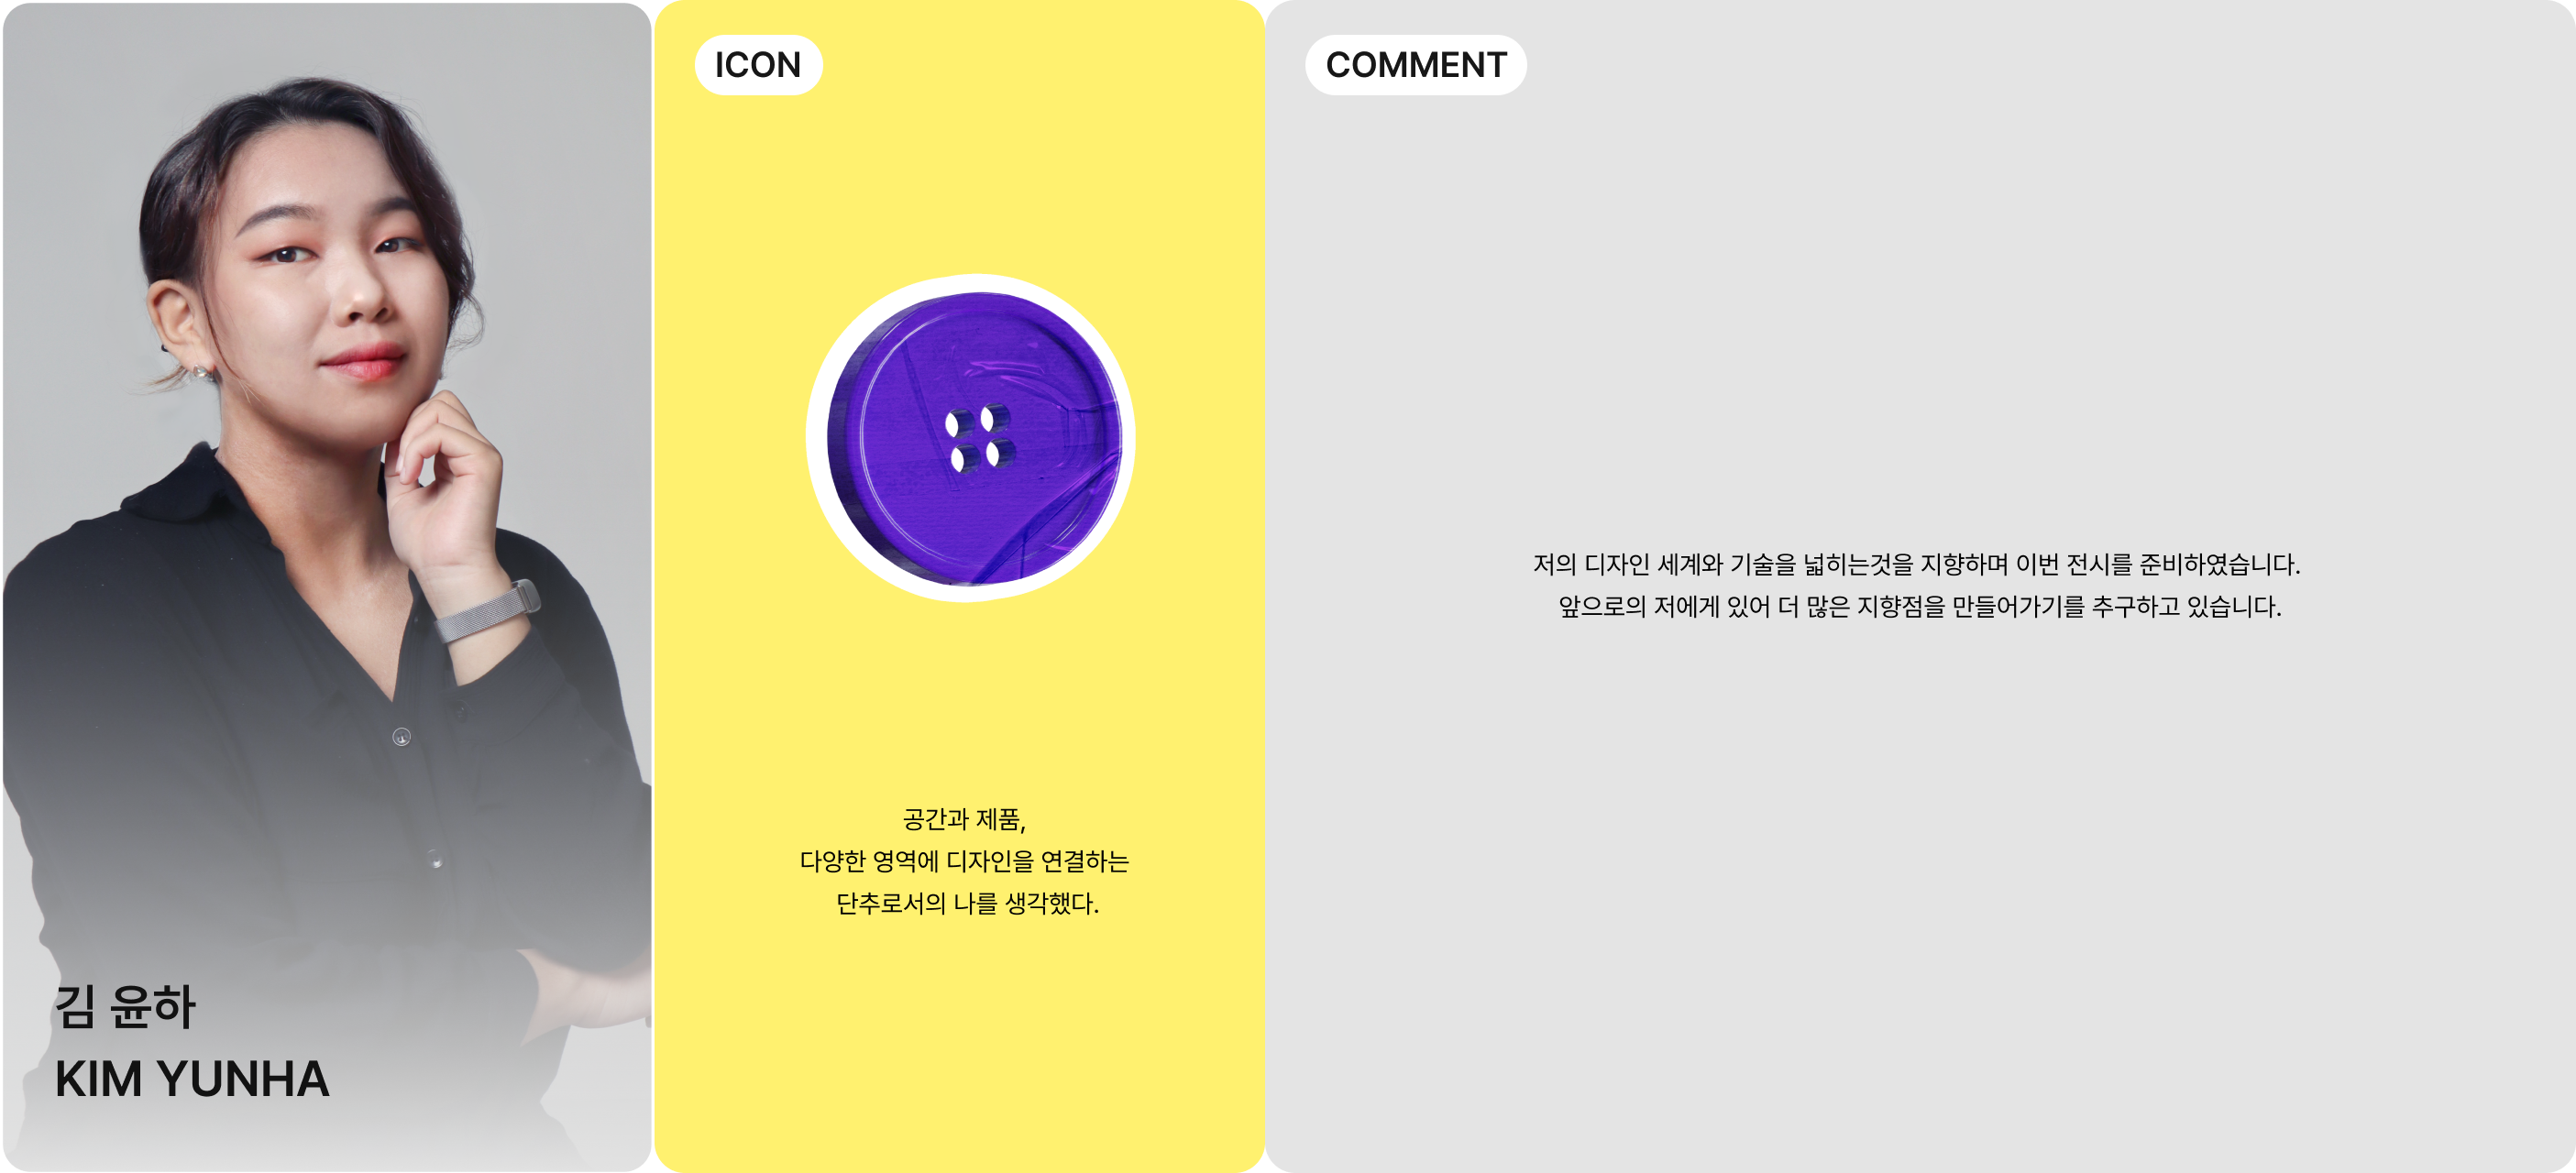 김 윤하
KIM YUNHA
ICON
공간과 제품,
다양한 영역에 디자인을 연결하는
단추로서의 나를 생각했다.
COMMENT
저의 디자인 세계와 기술을 넓히는것을 지향하며 이번 전시를 준비하였습니다.
앞으로의 저에게 있어 더 많은 지향점을 만들어가기를 추구하고 있습니다.